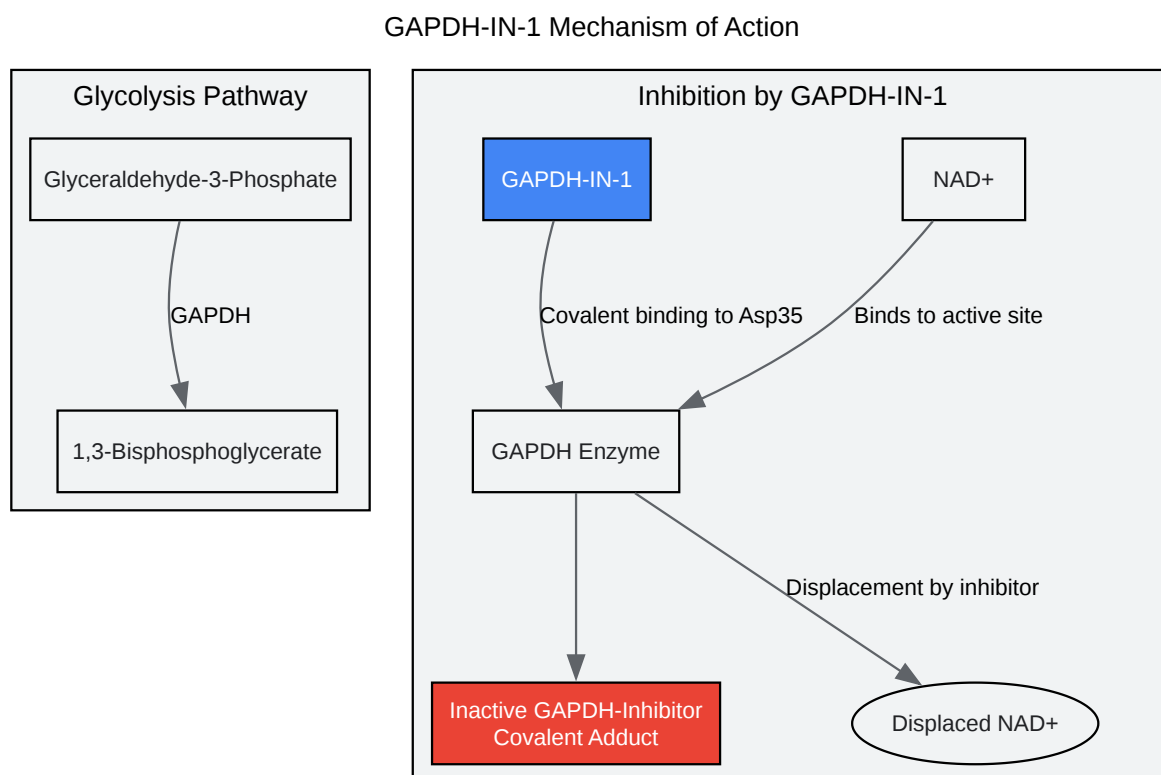 GAPDH-IN-1 Mechanism of Action
Glycolysis Pathway
Glyceraldehyde-3-Phosphate
GAPDH
1,3-Bisphosphoglycerate
Inhibition by GAPDH-IN-1
GAPDH-IN-1
NAD+
Covalent binding to Asp35
Binds to active site
GAPDH Enzyme
Displacement by inhibitor
Inactive GAPDH-Inhibitor
Covalent Adduct
Displaced NAD+